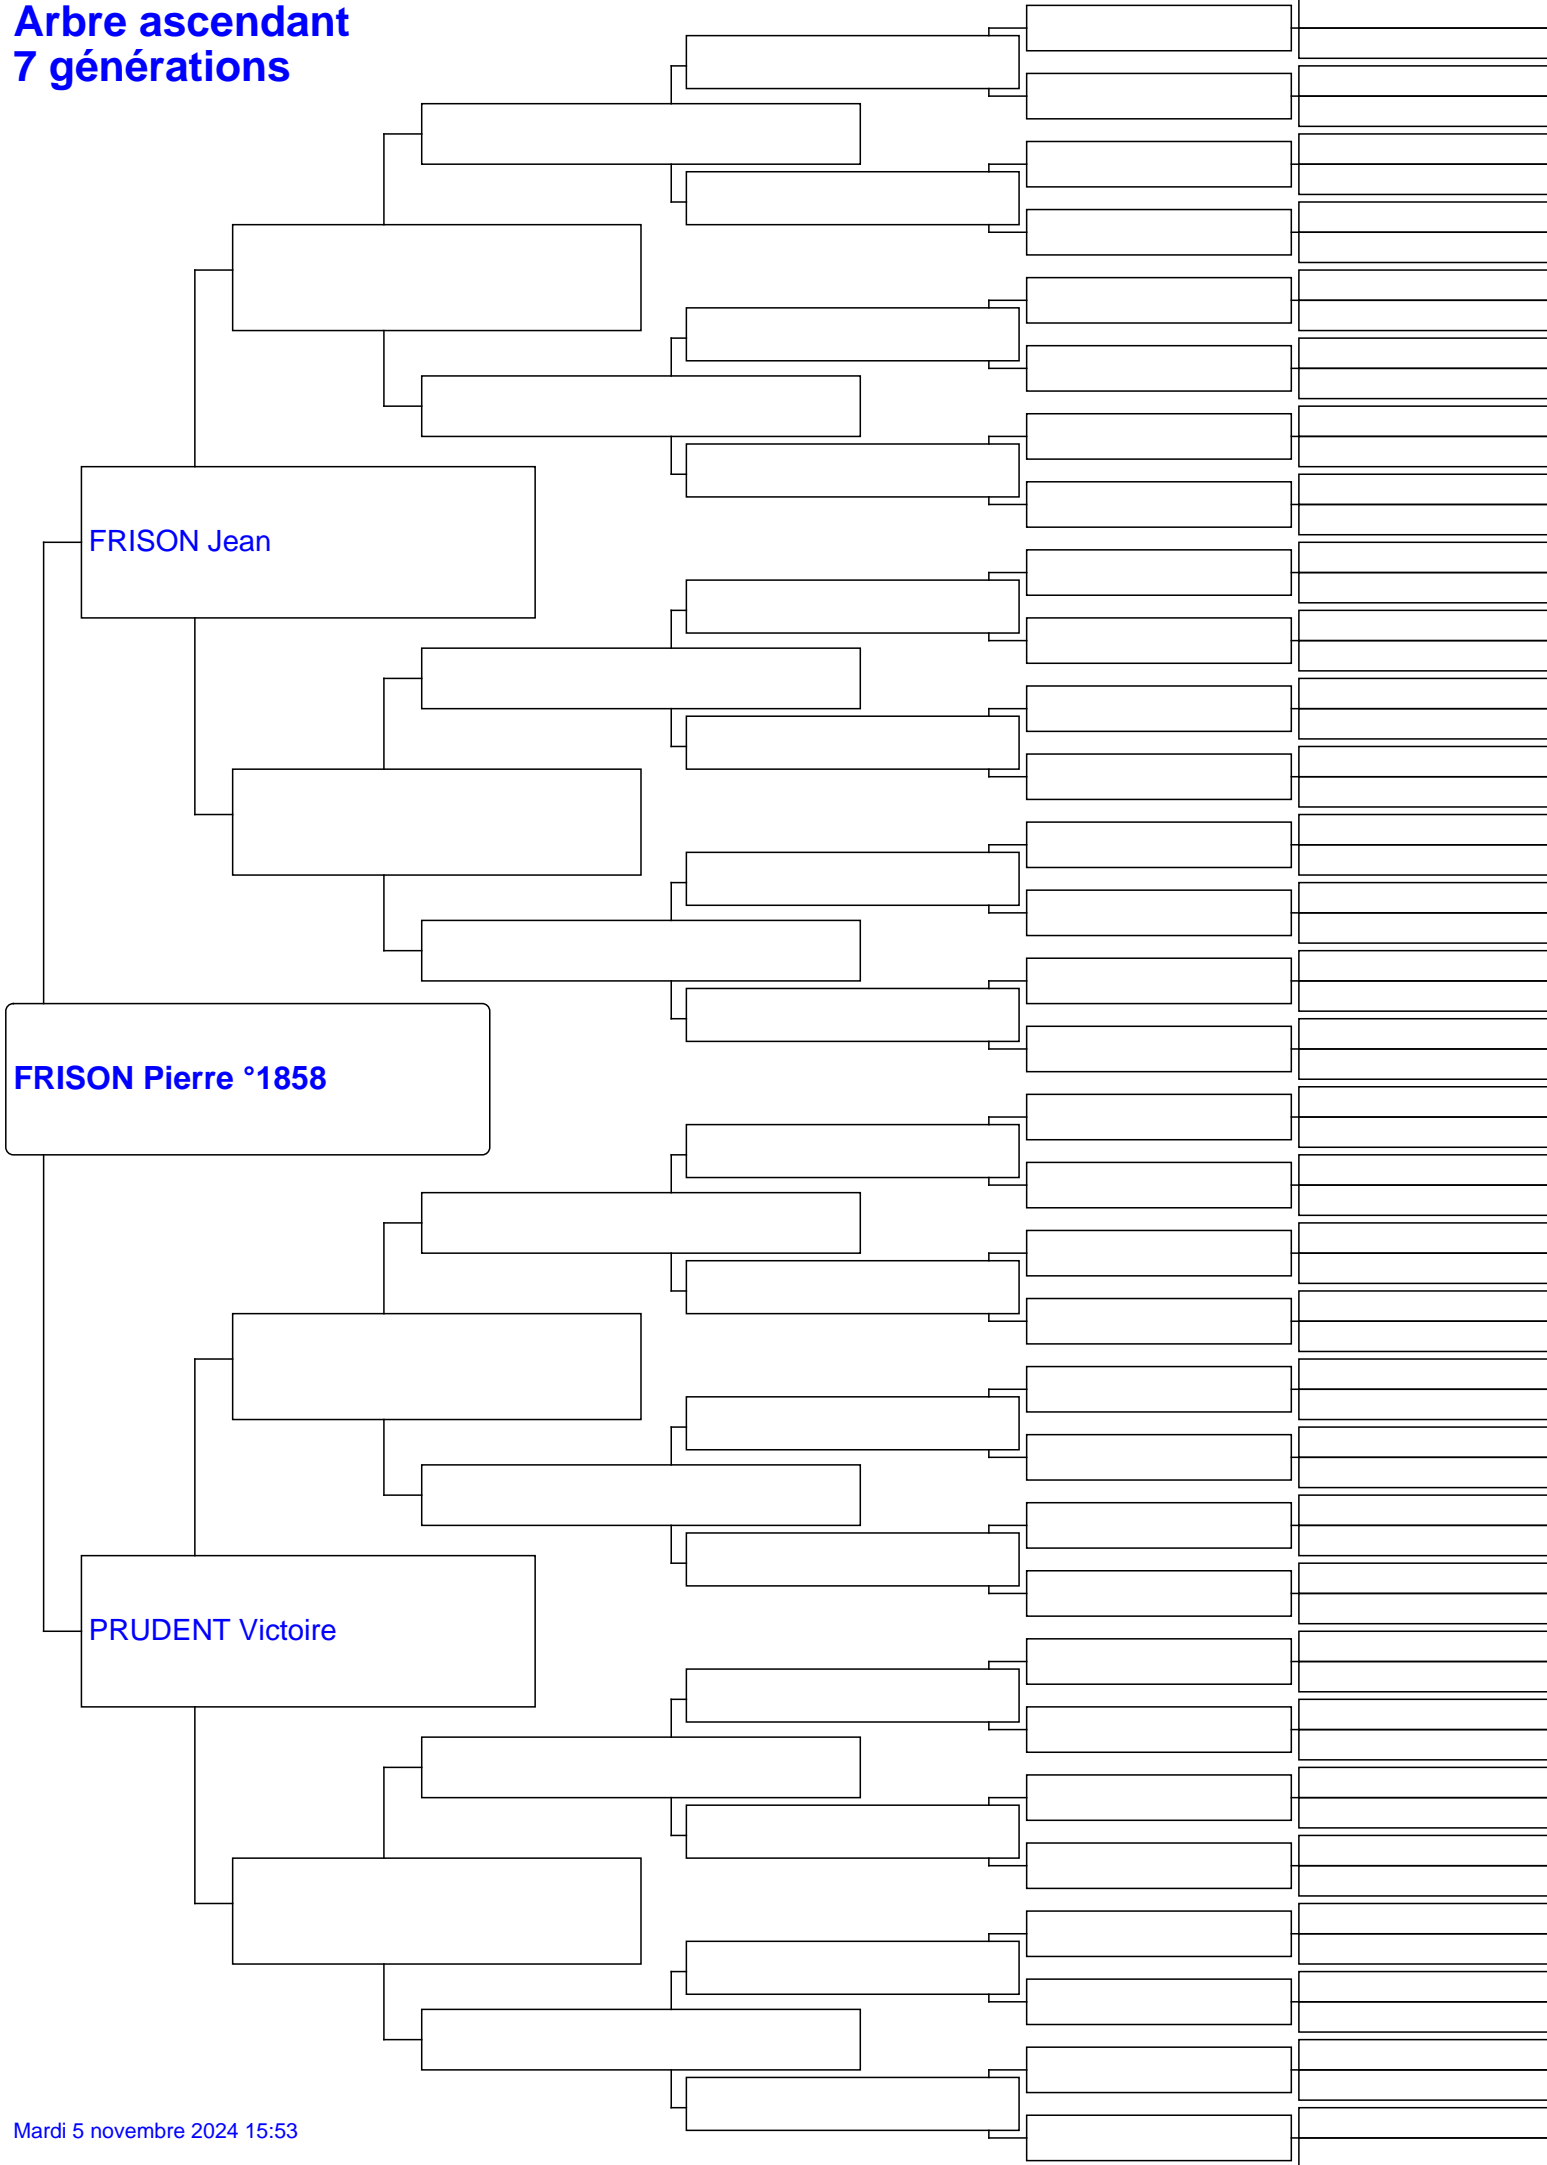 Arbre ascendant
7 générations
FRISON Jean
FRISON Pierre °1858
PRUDENT Victoire
Mardi 5 novembre 2024 15:53